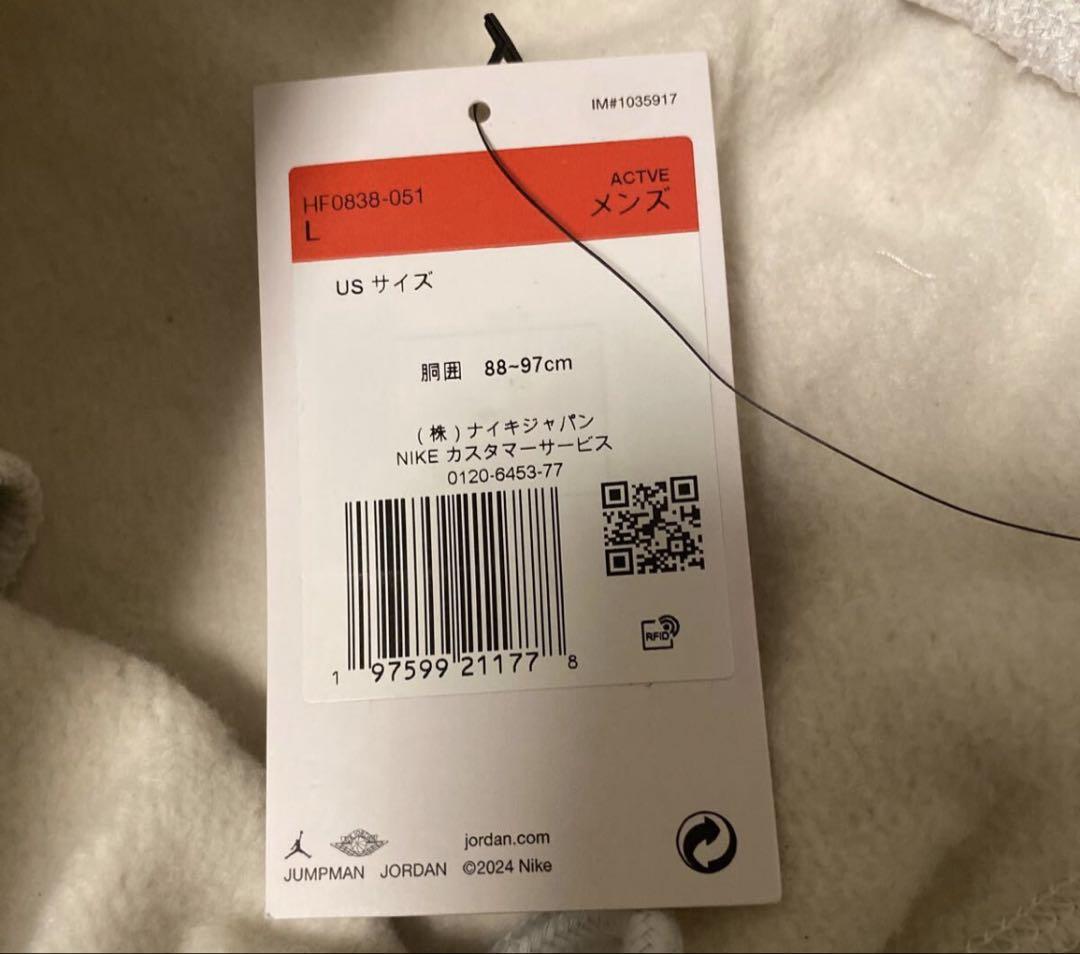 IM#1035917
HF0838-051
ACTVE
L
メンズ
US サイズ
胴囲 88~97cm
(株)ナイキジャパン
NIKE カスタマーサービス
0120-6453-77
1 97599 21177 8
RFID
jordan.com
JUMPMAN JORDAN ©2024 Nike